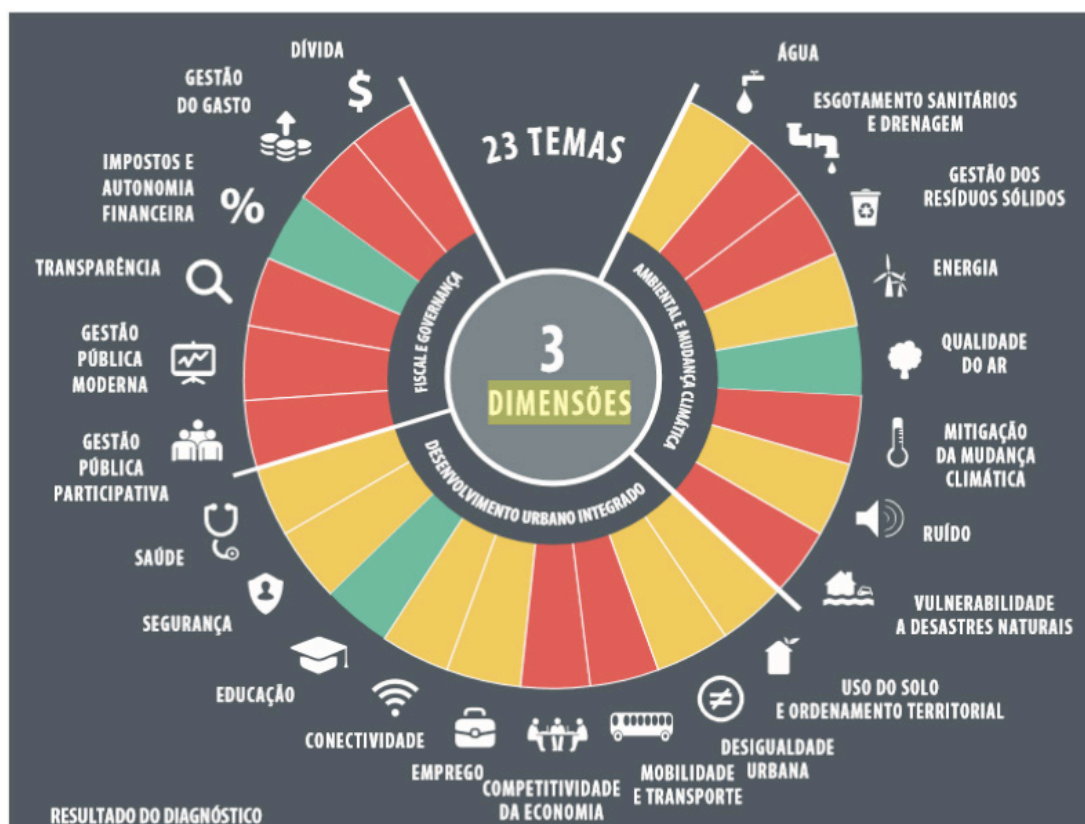 DÍVIDA
$
GESTÃO
DO GASTO
IMPOSTOS E
AUTONOMIA
FINANCEIRA
%
TRANSPARÊNCIA
GESTÃO
PÚBLICA
MODERNA
GESTÃO
PÚBLICA
PARTICIPATIVA
SAÚDE
SEGURANÇA
EDUCAÇÃO
CONECTIVIDADE
EMPREGO
COMPETITIVIDADE
DA ECONOMIA
MOBILIDADE
E TRANSPORTE
DESIGUALDADE
URBANA
USO DO SOLO
E ORDENAMENTO TERRITORIAL
VULNERABILIDADE
A DESASTRES NATURAIS
RUÍDO
MITIGAÇÃO
DA MUDANÇA
CLIMÁTICA
QUALIDADE
DO AR
ENERGIA
GESTÃO DOS
RESÍDUOS SÓLIDOS
ESGOTAMENTO SANITÁRIOS
E DRENAGEM
ÁGUA
23 TEMAS
3
DIMENSÕES
FISCAL E GOVERNANÇA
AMBIENTAL E MUDANÇA CLIMÁTICA
DESENVOLVIMENTO URBANO INTEGRADO
RESULTADO DO DIAGNÓSTICO